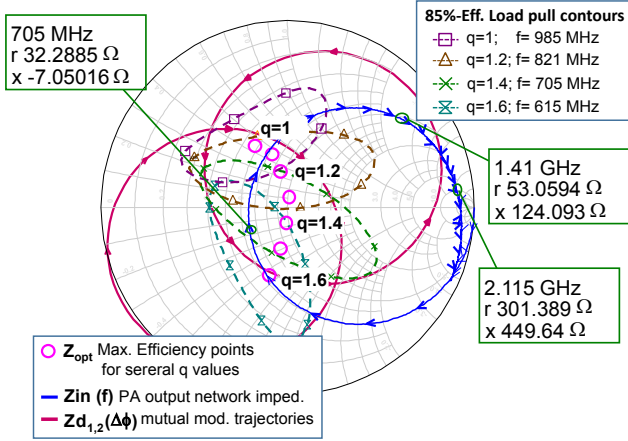 705 MHz
r 32.2885 Ω
x -7.05016 Ω
85%-Eff. Load pull contours
q=1; f= 985 MHz
q=1.2; f= 821 MHz
q=1.4; f= 705 MHz
q=1.6; f= 615 MHz
q=1
q=1.2
q=1.4
q=1.6
1.41 GHz
r 53.0594 Ω
x 124.093 Ω
2.115 GHz
r 301.389 Ω
x 449.64 Ω
Zopt Max. Efficiency points
for sereral q values
Zin (f) PA output network imped.
Zd1,2(Δϕ) mutual mod. trajectories